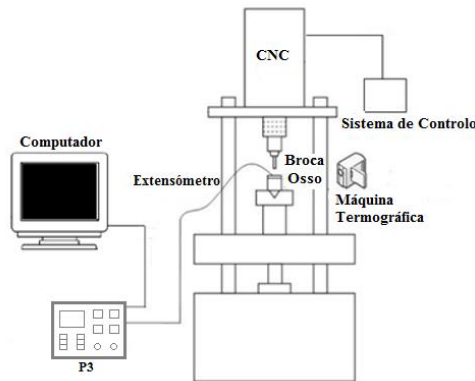 CNC
Sistema de Controlo
Computador
Broca
Osso
Extensómetro
Máquina
Termográfica
P3